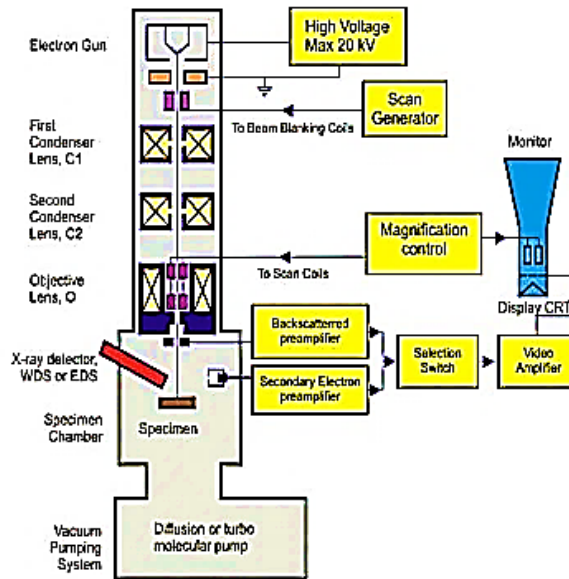 Electron Gun
High Voltage
Max 20 kV
Scan
Generator
To Beam Blanking Coils
First
Condenser
Lens, C1
Monitor
Second
Condenser
Lens, C2
Magnification
control
To Scan Coils
Objective
Lens, O
Display CRT
Backscatterred
preamplifier
X-ray detector,
WDS or EDS
Selection
Switch
Video
Amplifier
Secondary Electron
preamplifier
Specimen
Chamber
Specimen
Vacuum
Pumping
System
Diffusion or turbo
molecular pump